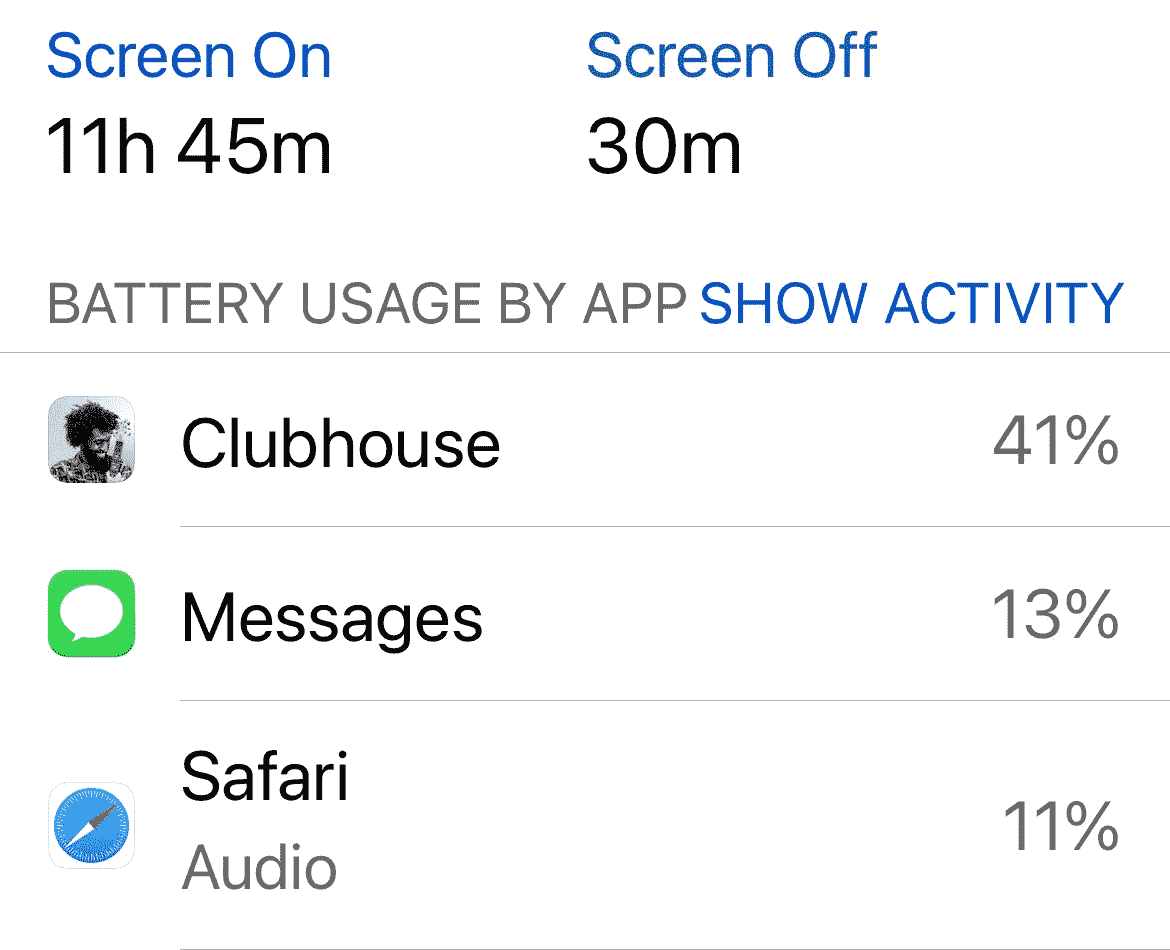 Screen On Screen Off
11h 45m 30m
BATTERY USAGE BY APP SHOW ACTIVITY
Clubhouse 41%
Messages 13%
Safari
Audio
11%